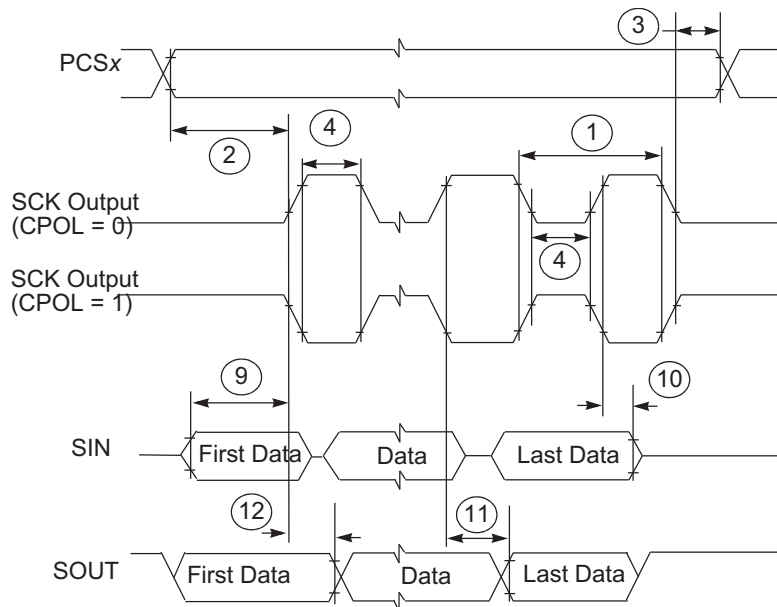 3
PCSx
2
4
1
SCK Output
(CPOL = 0)
4
SCK Output
(CPOL = 1)
9
10
SIN
First Data
Data
Last Data
12
11
SOUT
First Data
Data
Last Data